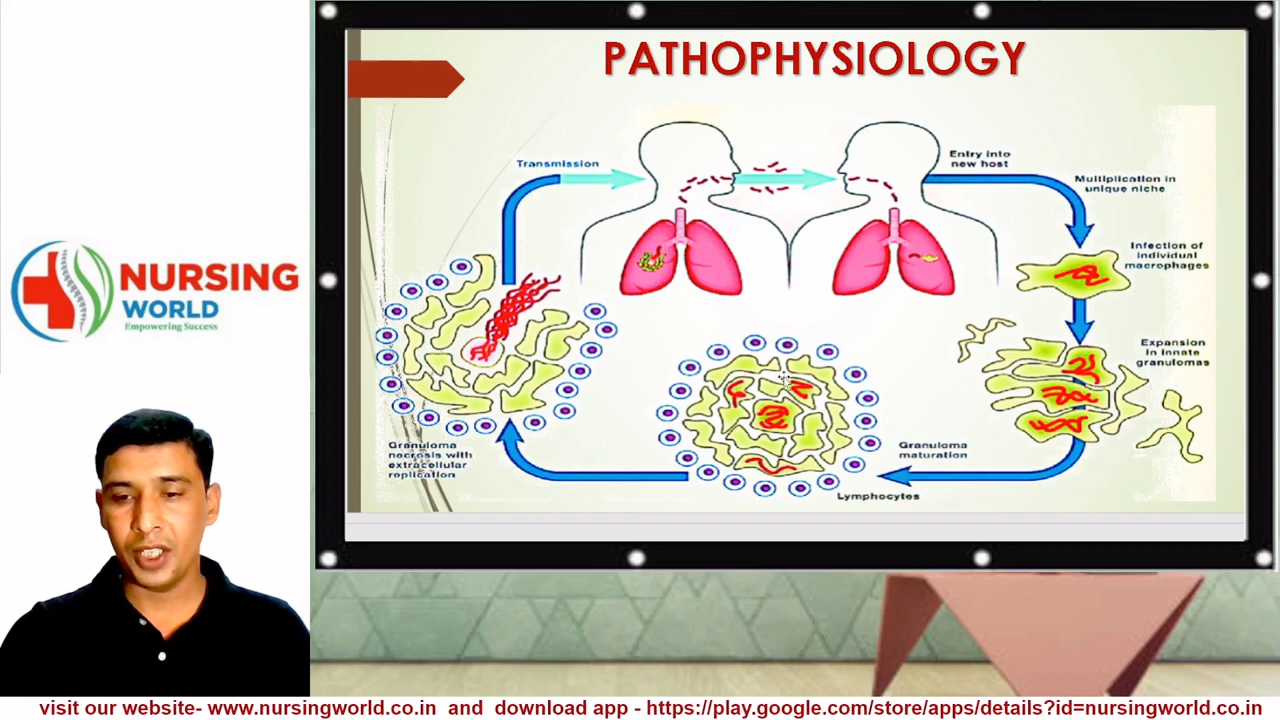 PATHOPHYSIOLOGY
Transmission
Entry into
new host
Multiplication in
unique niche
Infection of
individual
macrophages
NURSING
WORLD
Empowering Success
Expansion
in innate
granulomas
Granuloma
necrosis with
extracellular
replication
Granuloma
maturation
Lymphocytes
visit our website- www.nursingworld.co.in and download app - https://play.google.com/store/apps/details?id=nursingworld.co.in